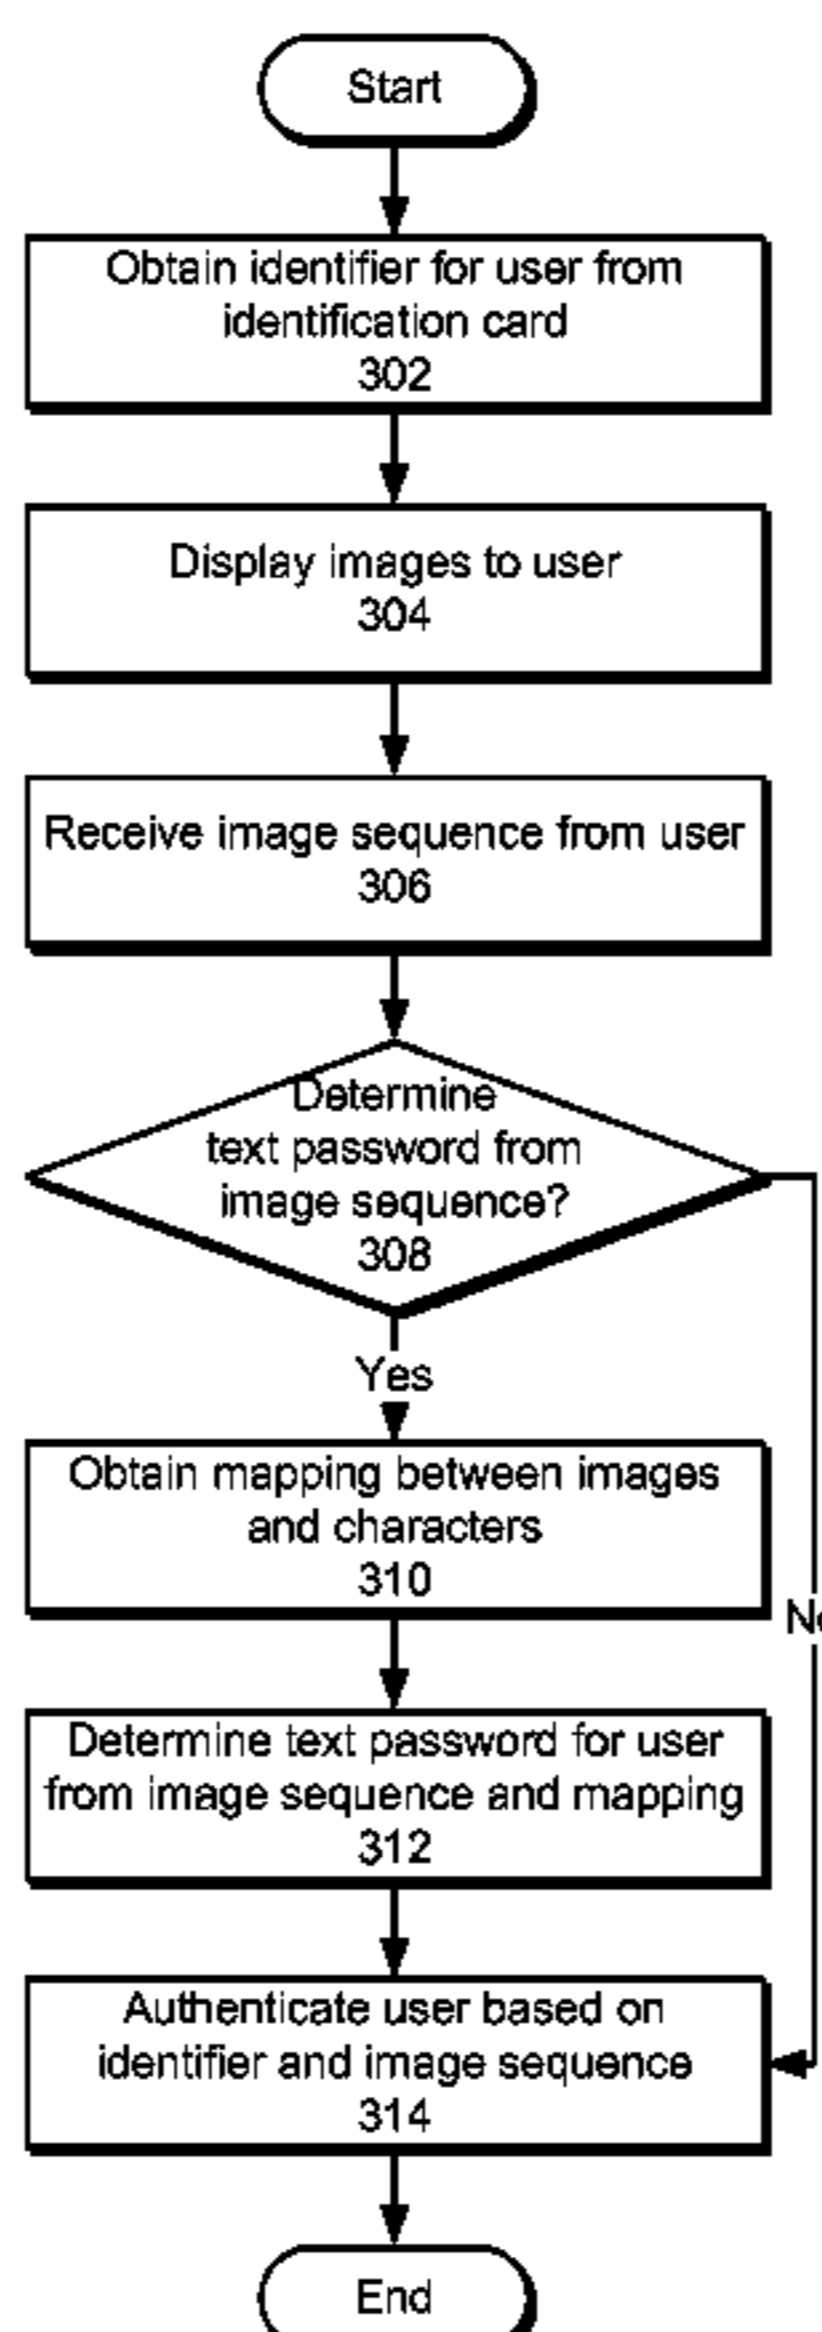 Start
Obtain identifier for user from
identification card
302
Display images to user
304
Receive image sequence from user
306
Determine
text password from
image sequence?
308
Yes
Obtain mapping between images
and characters
310
Determine text password for user
from image sequence and mapping
312
Authenticate user based on
identifier and image sequence
314
End